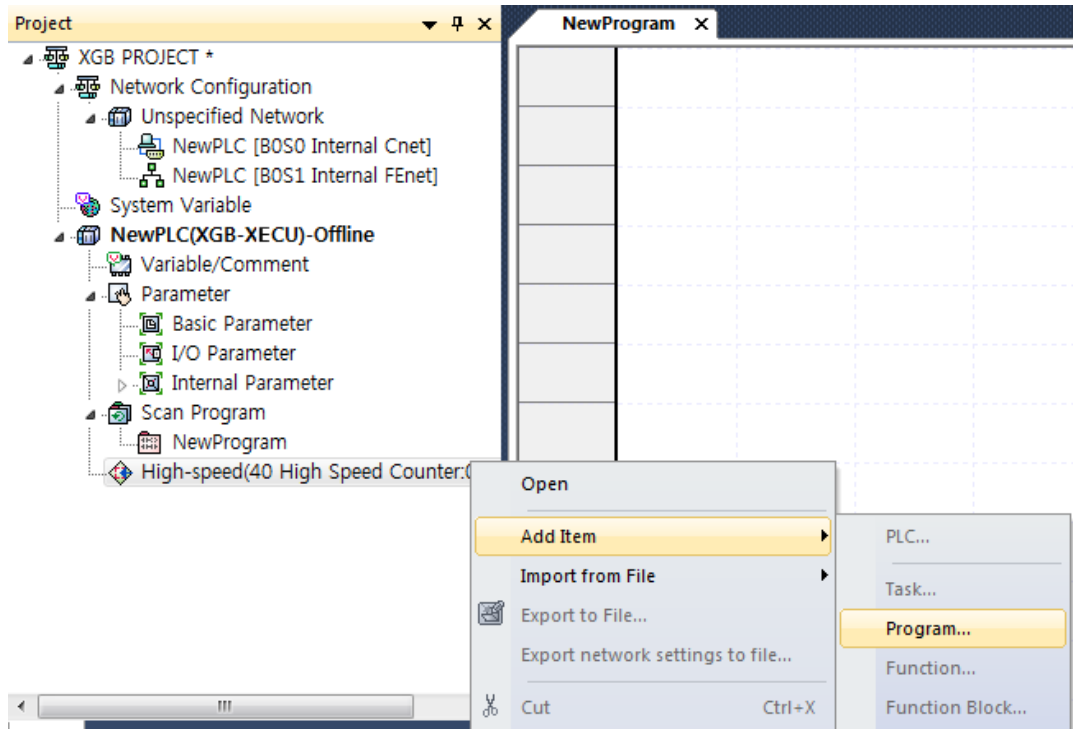 Project
NewProgram
XGB PROJECT *
Network Configuration
Unspecified Network
NewPLC [B0S0 Internal Cnet]
NewPLC [B0S1 Internal FEnet]
System Variable
NewPLC(XGB-XECU)-Offline
Variable/Comment
Parameter
Basic Parameter
I/O Parameter
Internal Parameter
Scan Program
NewProgram
High-speed(40 High Speed Counter:
Open
Add Item
Import from File
Export to File...
Export network settings to file...
Cut Ctrl+X
PLC...
Task...
Program...
Function...
Function Block...